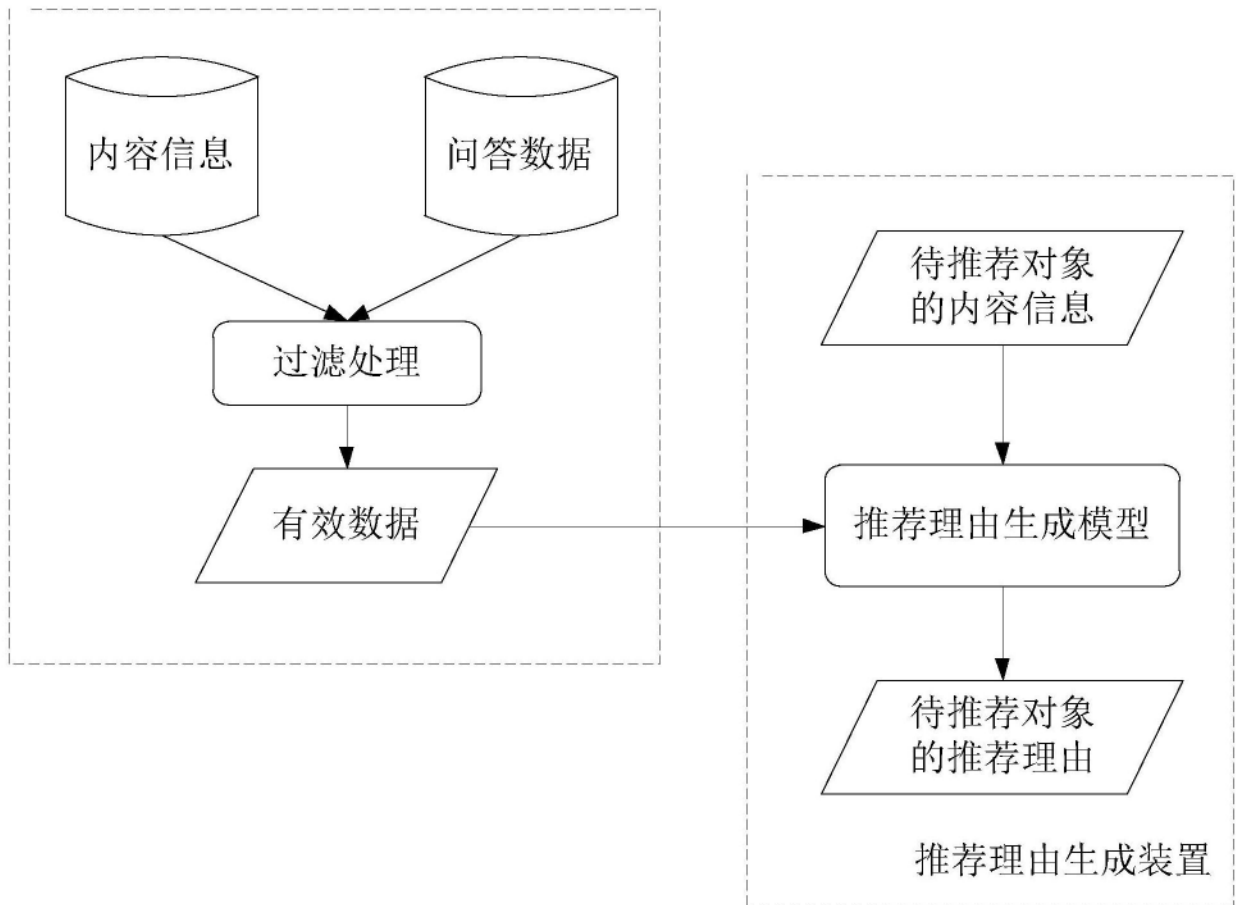 内容信息
问答数据
过滤处理
有效数据
待推荐对象
的内容信息
推荐理由生成模型
待推荐对象
的推荐理由
推荐理由生成装置